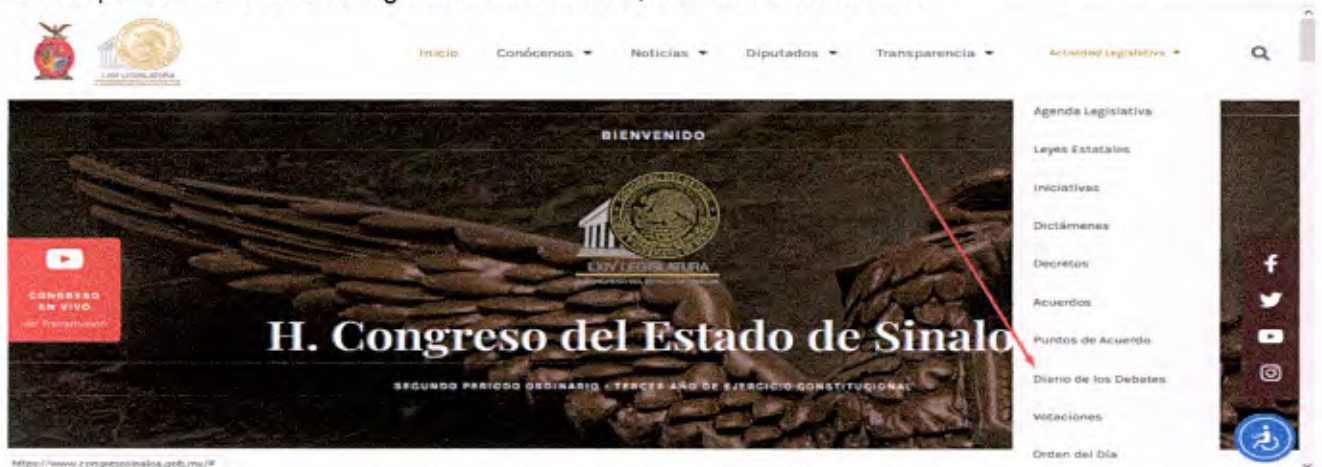 Inicio Conócenos Noticias Diputados Transparencia Actividad Legislativa
LXIV LEGISLATURA
Agenda Legislativa
BIENVENIDO
Leyes Estatales
Iniciativas
Dictámenes
Decretos
LXIV LEGISLATURA
CONGRESO
EN VIVO
Acuerdos
H. Congreso del Estado de Sinalo
Puntos de Acuerdo
SEGUNDO PERIODO ORDINARIO - TERCER AÑO DE EJERCICIO CONSTITUCIONAL
Diario de los Debates
Votaciones
Orden del Día
https://www.congresosinaloa.gob.mx/#